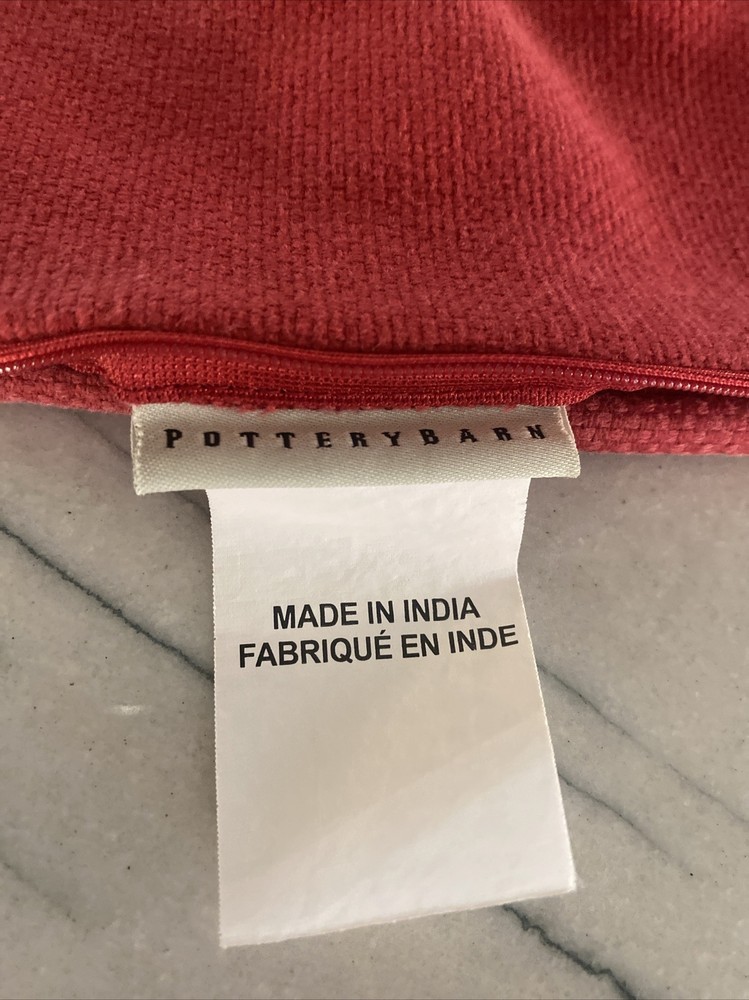 POTTERYBARN
MADE IN INDIA
FABRIQUÉ EN INDE